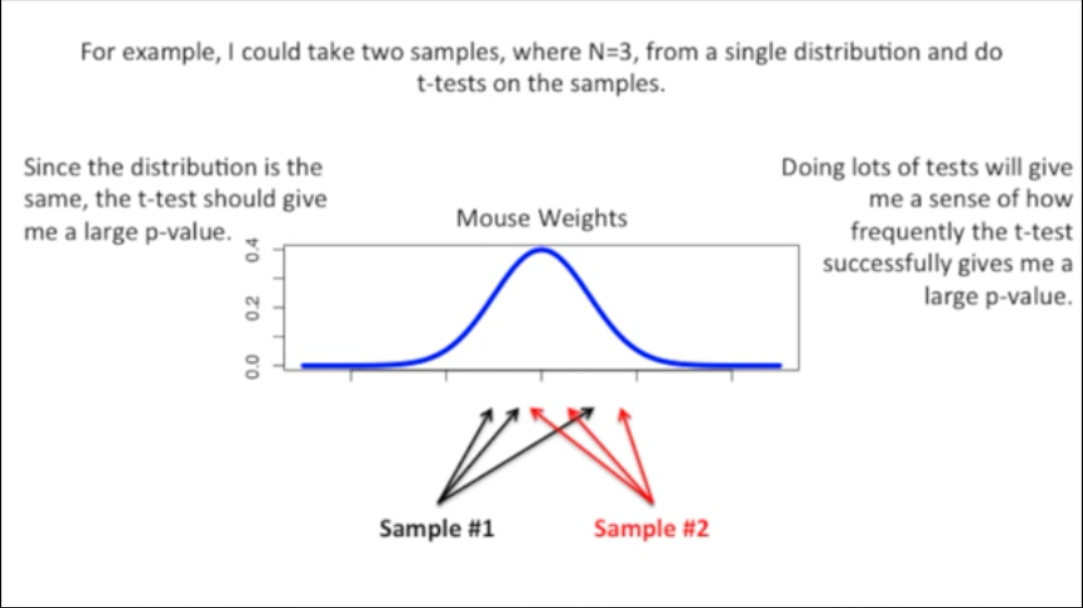 For example, I could take two samples, where N=3, from a single distribution and do
t-tests on the samples.
Since the distribution is the
same, the t-test should give
me a large p-value.
Doing lots of tests will give
me a sense of how
frequently the t-test
successfully gives me a
large p-value.
Mouse Weights
0.4
0.2
0.0
Sample #1
Sample #2